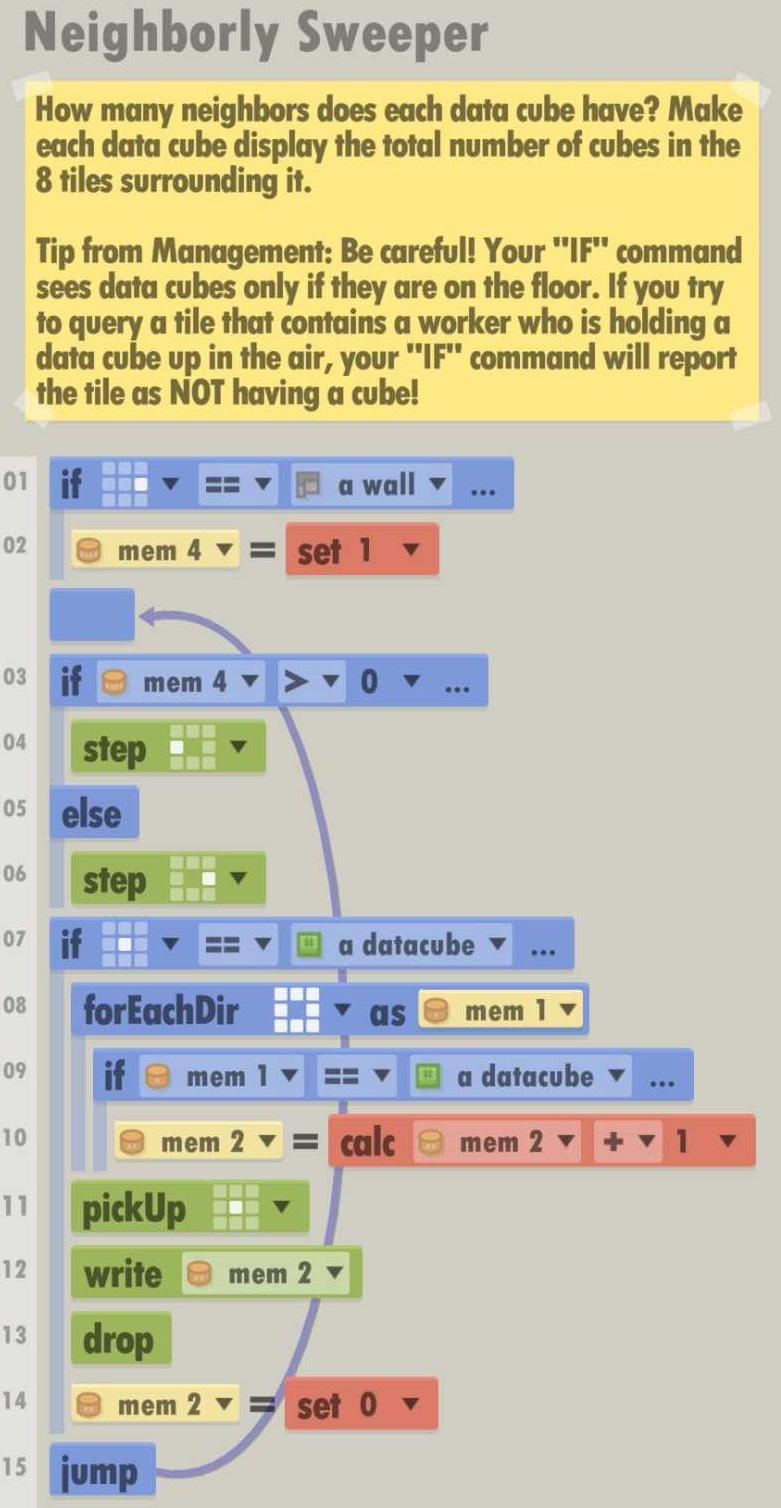 Neighborly Sweeper
How many neighbors does each data cube have? Make
each data cube display the total number of cubes in the
8 tiles surrounding it.
Tip from Management: Be careful! Your "IF" command
sees data cubes only if they are on the floor. If you try
to query a tile that contains a worker who is holding a
data cube up in the air, your "IF" command will report
the tile as NOT having a cube!
01 if == a wall ...
02 mem 4 = set 1
03 if mem 4 > 0 ...
04 step
05 else
06 step
07 if == a datacube ...
08 forEachDir as mem 1
09 if mem 1 == a datacube ...
10 mem 2 = calc mem 2 + 1
11 pickUp
12 write mem 2
13 drop
14 mem 2 = set 0
15 jump